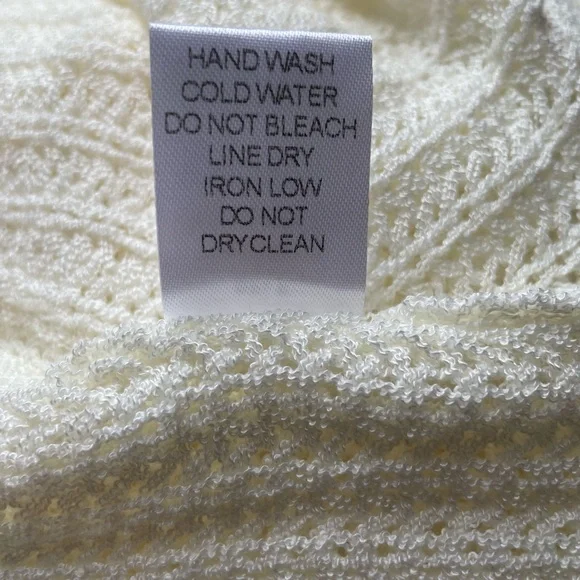 HAND WASH
COLD WATER
DO NOT BLEACH
LINE DRY
IRON LOW
DO NOT
DRYCLEAN